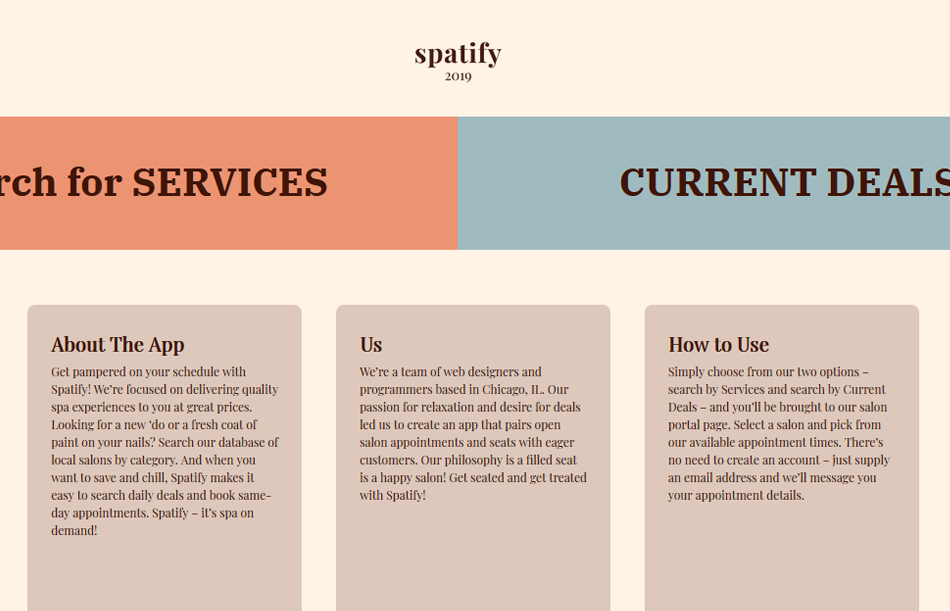 spatify
2019
rch for SERVICES
CURRENT DEALS
About The App
Get pampered on your schedule with
Spatify! We’re focused on delivering quality
spa experiences to you at great prices.
Looking for a new ‘do or a fresh coat of
paint on your nails? Search our database of
local salons by category. And when you
want to save and chill, Spatify makes it
easy to search daily deals and book same-
day appointments. Spatify – it’s spa on
demand!
Us
We’re a team of web designers and
programmers based in Chicago, IL. Our
passion for relaxation and desire for deals
led us to create an app that pairs open
salon appointments and seats with eager
customers. Our philosophy is a filled seat
is a happy salon! Get seated and get treated
with Spatify!
How to Use
Simply choose from our two options –
search by Services and search by Current
Deals – and you’ll be brought to our salon
portal page. Select a salon and pick from
our available appointment times. There’s
no need to create an account – just supply
an email address and we’ll message you
your appointment details.